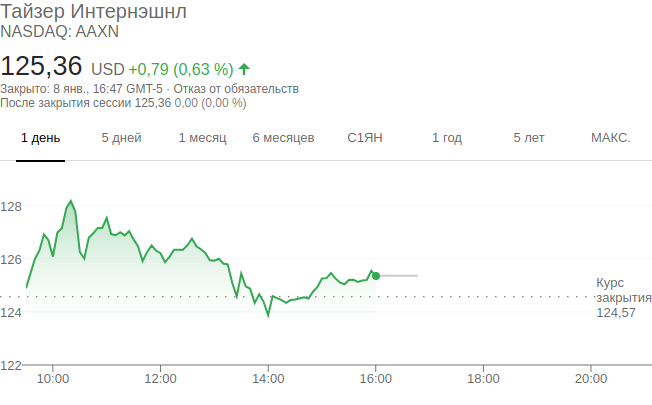 Тайзер Интернэшнл
NASDAQ: AAXN
125,36 USD +0,79 (0,63 %)
Закрыто: 8 янв., 16:47 GMT-5 · Отказ от обязательств
После закрытия сессии 125,36 0,00 (0,00 %)
1 день 5 дней 1 месяц 6 месяцев С1ЯН 1 год 5 лет МАКС.
128
126
Курс
закрытия
124,57
124
122
10:00 12:00 14:00 16:00 18:00 20:00